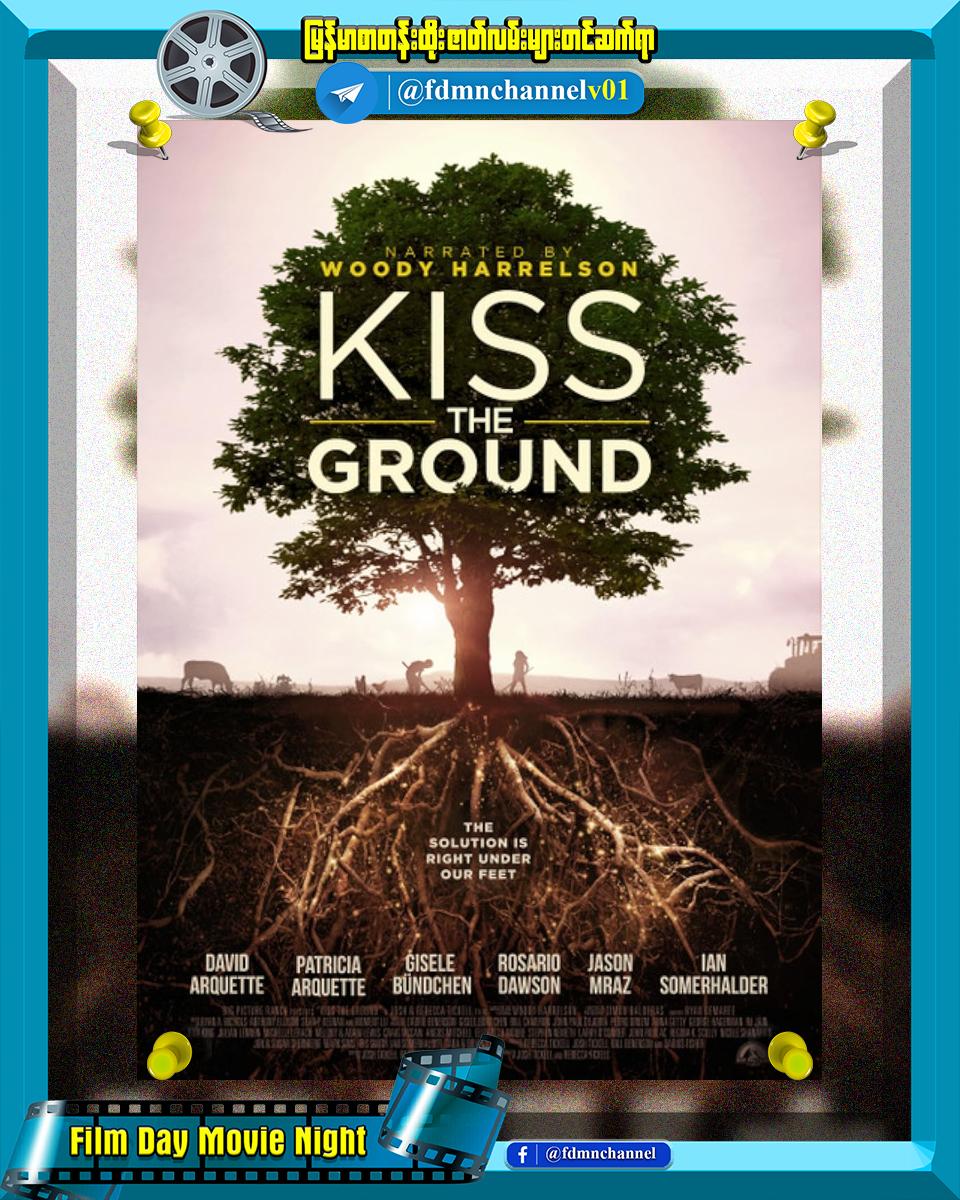 မြန်မာစာတန်းထိုးဇာတ်လမ်းများတင်ဆက်ရာ
@fdmnchannelv01
NARRATED BY
WOODY HARRELSON
KISS
THE
GROUND
THE
SOLUTION IS
RIGHT UNDER
OUR FEET
DAVID ARQUETTE
PATRICIA ARQUETTE
GISELE BÜNDCHEN
ROSARIO DAWSON
JASON MRAZ
IAN SOMERHALDER
Film Day Movie Night
f @fdmnchannel